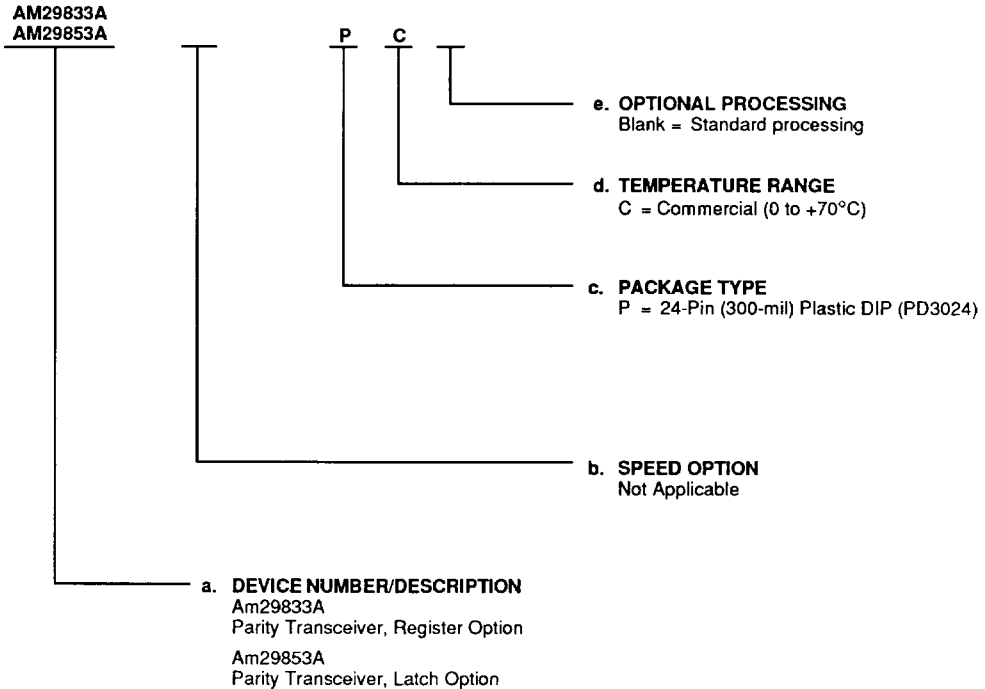 AM29833A
AM29853A
P C
e. OPTIONAL PROCESSING
Blank = Standard processing
d. TEMPERATURE RANGE
C = Commercial (0 to +70°C)
c. PACKAGE TYPE
P = 24-Pin (300-mil) Plastic DIP (PD3024)
b. SPEED OPTION
Not Applicable
a. DEVICE NUMBER/DESCRIPTION
Am29833A
Parity Transceiver, Register Option
Am29853A
Parity Transceiver, Latch Option